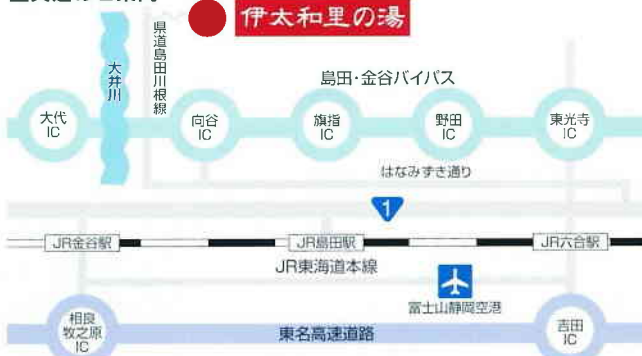 伊太和里の湯
県道島田川根線
大井川
島田・金谷バイパス
大代
IC
向谷
IC
旗指
IC
野田
IC
東光寺
IC
はなみずき通り
1
JR金谷駅
JR島田駅
JR六合駅
JR東海道本線
富士山静岡空港
相良
牧之原
IC
東名高速道路
吉田
IC